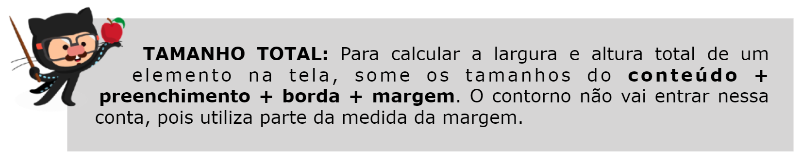 TAMANHO TOTAL: Para calcular a largura e altura total de um
elemento na tela, some os tamanhos do conteúdo +
preenchimento + borda + margem. O contorno não vai entrar nessa
conta, pois utiliza parte da medida da margem.